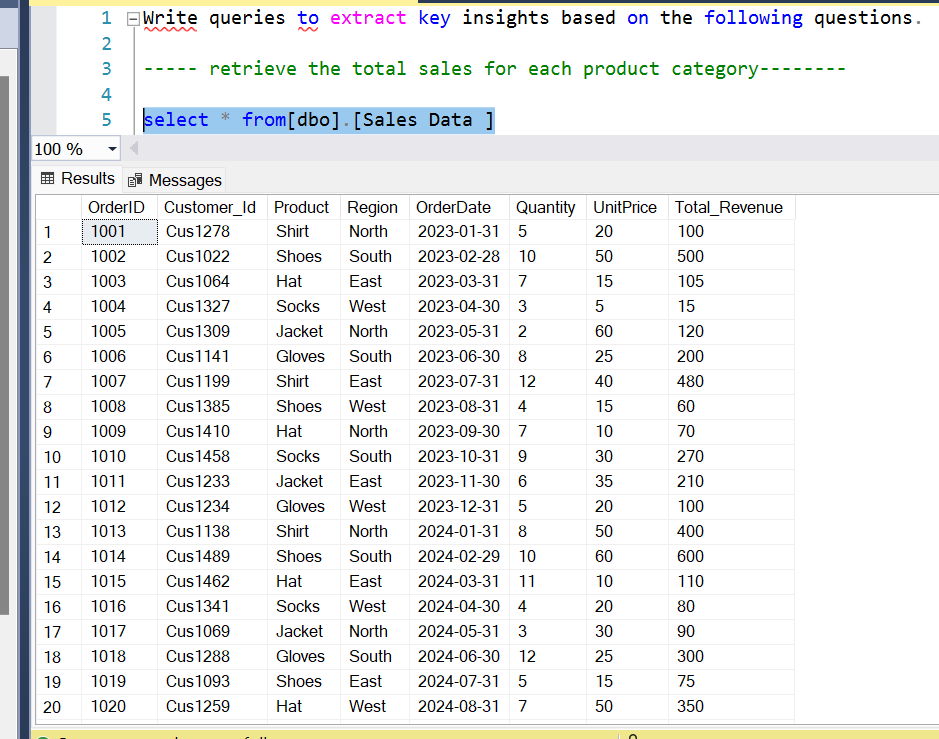 1 Write queries to extract key insights based on the following questions.
2
3 ----- retrieve the total sales for each product category--------
4
5 select * from[dbo].[Sales Data ]
100 %
Results Messages
OrderID Customer_Id Product Region OrderDate Quantity UnitPrice Total_Revenue
1 1001 Cus1278 Shirt North 2023-01-31 5 20 100
2 1002 Cus1022 Shoes South 2023-02-28 10 50 500
3 1003 Cus1064 Hat East 2023-03-31 7 15 105
4 1004 Cus1327 Socks West 2023-04-30 3 5 15
5 1005 Cus1309 Jacket North 2023-05-31 2 60 120
6 1006 Cus1141 Gloves South 2023-06-30 8 25 200
7 1007 Cus1199 Shirt East 2023-07-31 12 40 480
8 1008 Cus1385 Shoes West 2023-08-31 4 15 60
9 1009 Cus1410 Hat North 2023-09-30 7 10 70
10 1010 Cus1458 Socks South 2023-10-31 9 30 270
11 1011 Cus1233 Jacket East 2023-11-30 6 35 210
12 1012 Cus1234 Gloves West 2023-12-31 5 20 100
13 1013 Cus1138 Shirt North 2024-01-31 8 50 400
14 1014 Cus1489 Shoes South 2024-02-29 10 60 600
15 1015 Cus1462 Hat East 2024-03-31 11 10 110
16 1016 Cus1341 Socks West 2024-04-30 4 20 80
17 1017 Cus1069 Jacket North 2024-05-31 3 30 90
18 1018 Cus1288 Gloves South 2024-06-30 12 25 300
19 1019 Cus1093 Shoes East 2024-07-31 5 15 75
20 1020 Cus1259 Hat West 2024-08-31 7 50 350